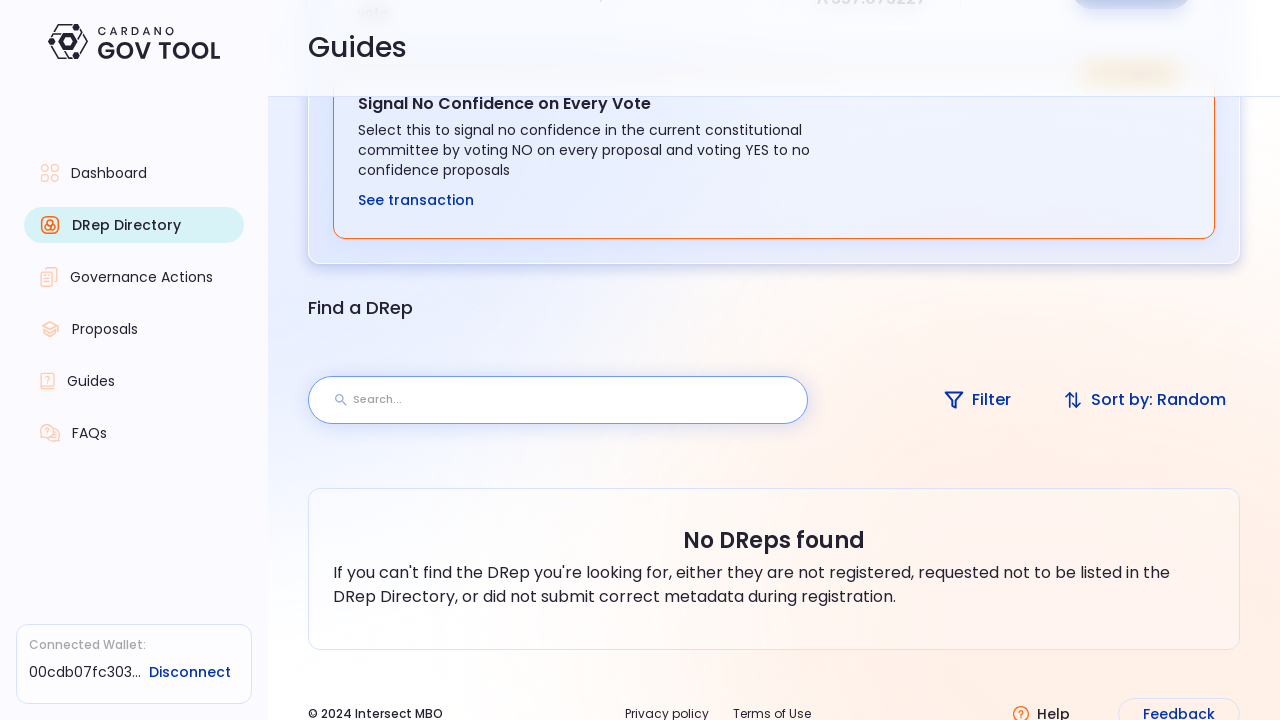 CARDANO
GOV TOOL
Guides
Dashboard
DRep Directory
Governance Actions
Proposals
Guides
FAQs
Connected Wallet:
00cdb07fc303...
Disconnect
Signal No Confidence on Every Vote
Select this to signal no confidence in the current constitutional
committee by voting NO on every proposal and voting YES to no
confidence proposals
See transaction
Find a DRep
Search...
Filter
Sort by: Random
No DReps found
If you can't find the DRep you're looking for, either they are not registered, requested not to be listed in the
DRep Directory, or did not submit correct metadata during registration.
© 2024 Intersect MBO
Privacy policy
Terms of Use
Help
Feedback